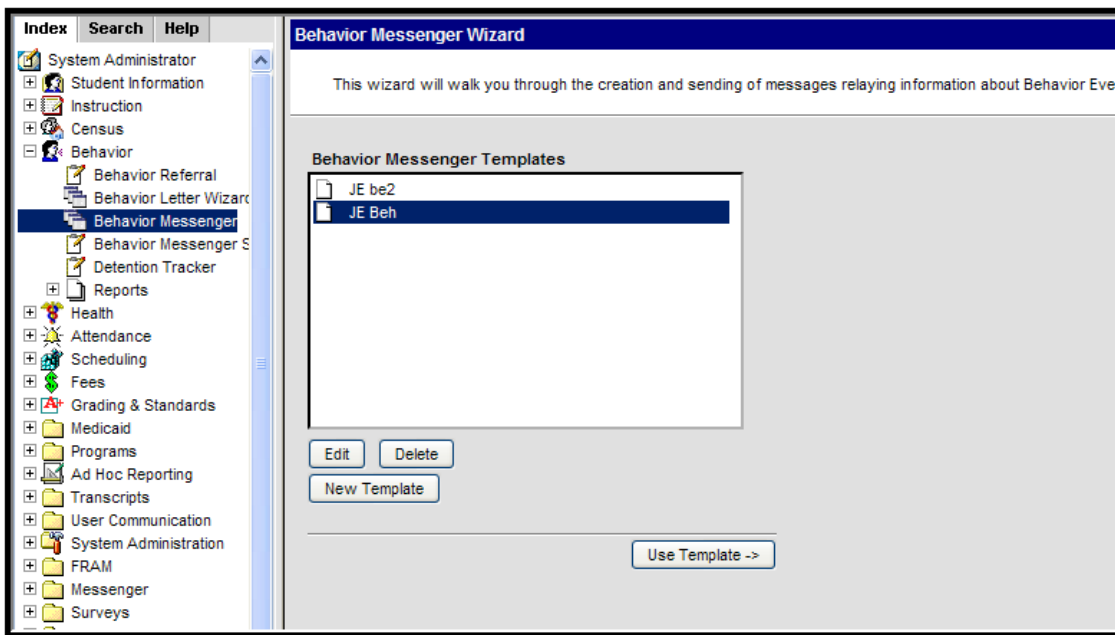 Index Search Help
System Administrator
Student Information
Instruction
Census
Behavior
Behavior Referral
Behavior Letter Wizard
Behavior Messenger
Behavior Messenger S
Detention Tracker
Reports
Health
Attendance
Scheduling
Fees
Grading & Standards
Medicaid
Programs
Ad Hoc Reporting
Transcripts
User Communication
System Administration
FRAM
Messenger
Surveys
Behavior Messenger Wizard
This wizard will walk you through the creation and sending of messages relaying information about Behavior Eve
Behavior Messenger Templates
JE be2
JE Beh
Edit Delete
New Template
Use Template ->